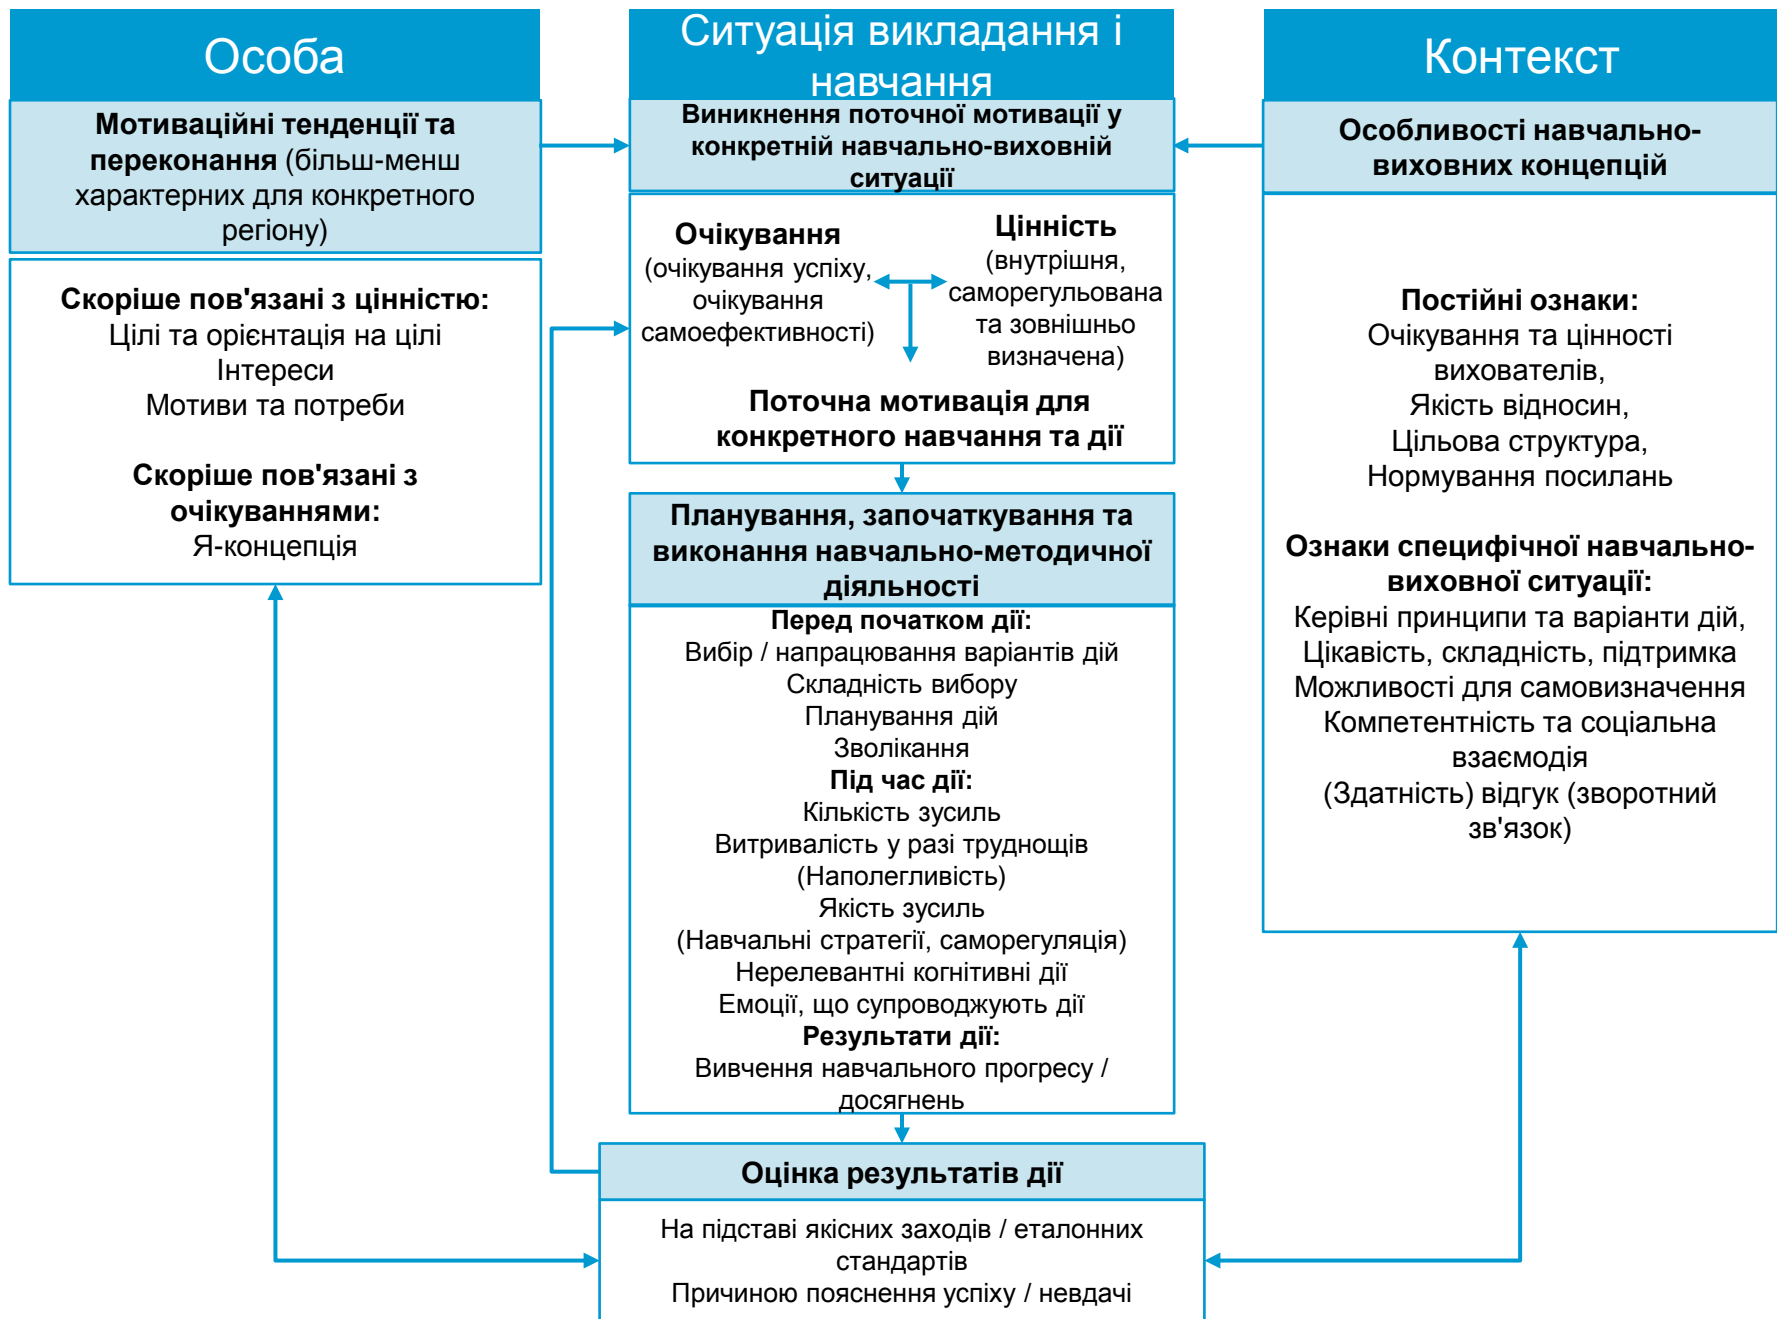 Особа
Мотиваційні тенденції та
переконання (більш-менш
характерних для конкретного
регіону)
Скоріше пов'язані з цінністю:
Цілі та орієнтація на цілі
Інтереси
Мотиви та потреби
Скоріше пов'язані з
очікуваннями:
Я-концепція
Ситуація викладання і
навчання
Виникнення поточної мотивації у
конкретній навчально-виховній
ситуації
Очікування
(очікування успіху,
очікування
самоефективності)
Цінність
(внутрішня,
саморегульована
та зовнішньо
визначена)
Поточна мотивація для
конкретного навчання та дії
Планування, започаткування та
виконання навчально-методичної
діяльності
Перед початком дії:
Вибір / напрацювання варіантів дій
Складність вибору
Планування дій
Зволікання
Під час дії:
Кількість зусиль
Витривалість у разі труднощів
(Наполегливість)
Якість зусиль
(Навчальні стратегії, саморегуляція)
Нерелевантні когнітивні дії
Емоції, що супроводжують дії
Результати дії:
Вивчення навчального прогресу /
досягнень
Оцінка результатів дії
На підставі якісних заходів / еталонних
стандартів
Причиною пояснення успіху / невдачі
Контекст
Особливості навчально-
виховних концепцій
Постійні ознаки:
Очікування та цінності
вихователів,
Якість відносин,
Цільова структура,
Нормування посилань
Ознаки специфічної навчально-
виховної ситуації:
Керівні принципи та варіанти дій,
Цікавість, складність, підтримка
Можливості для самовизначення
Компетентність та соціальна
взаємодія
(Здатність) відгук (зворотний
зв'язок)